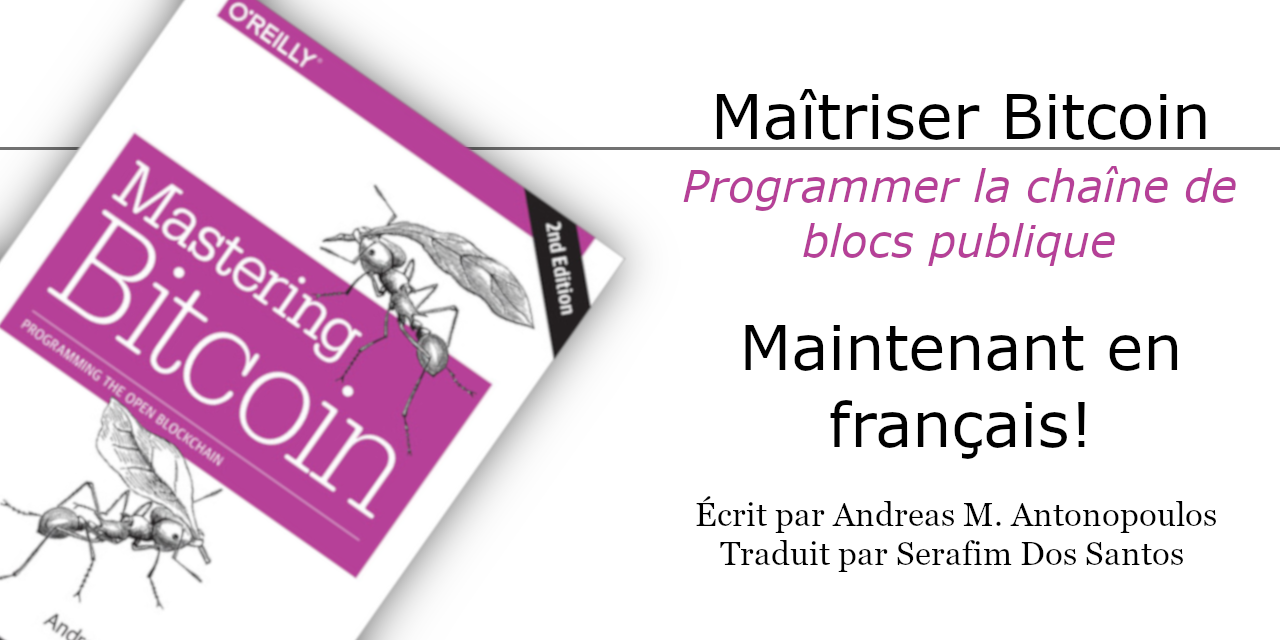 O'REILLY®
2nd Edition
Mastering
Bitcoin
PROGRAMMING THE OPEN BLOCKCHAIN
Maîtriser Bitcoin
Programmer la chaîne de
blocs publique
Maintenant en
français!
Écrit par Andreas M. Antonopoulos
Traduit par Serafim Dos Santos